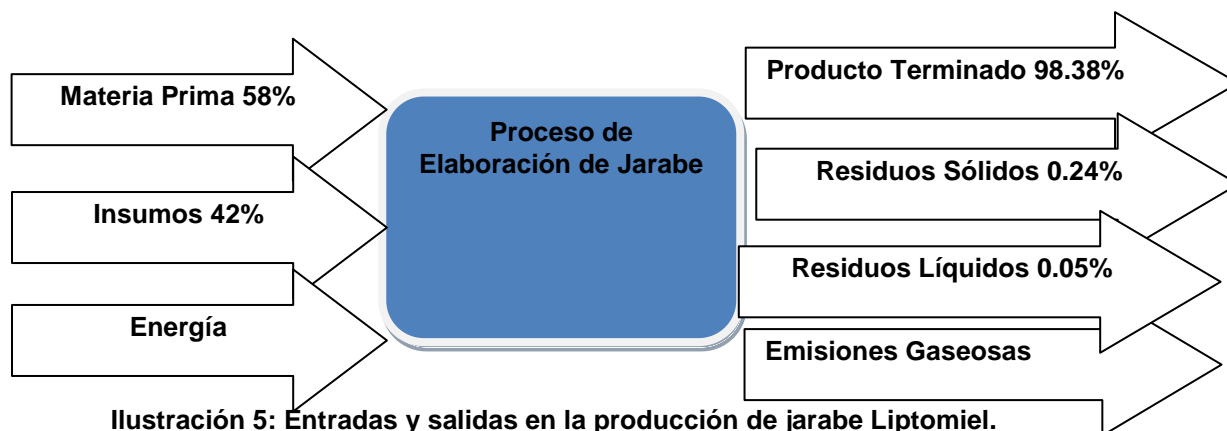 Materia Prima 58%
Insumos 42%
Energía
Proceso de
Elaboración de Jarabe
Producto Terminado 98.38%
Residuos Sólidos 0.24%
Residuos Líquidos 0.05%
Emisiones Gaseosas
Ilustración 5: Entradas y salidas en la producción de jarabe Liptomiel.